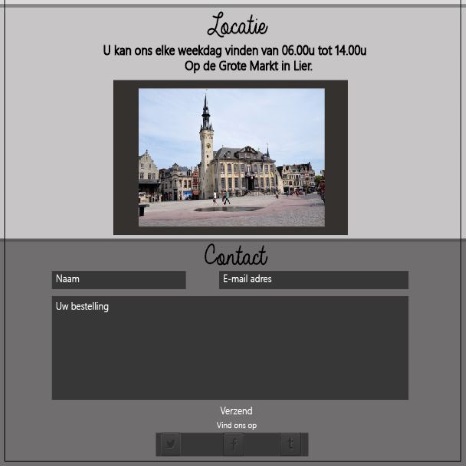 Locatie
U kan ons elke weekdag vinden van 06.00u tot 14.00u
Op de Grote Markt in Lier.
Contact
Naam
E-mail adres
Uw bestelling
Verzend
Vind ons op